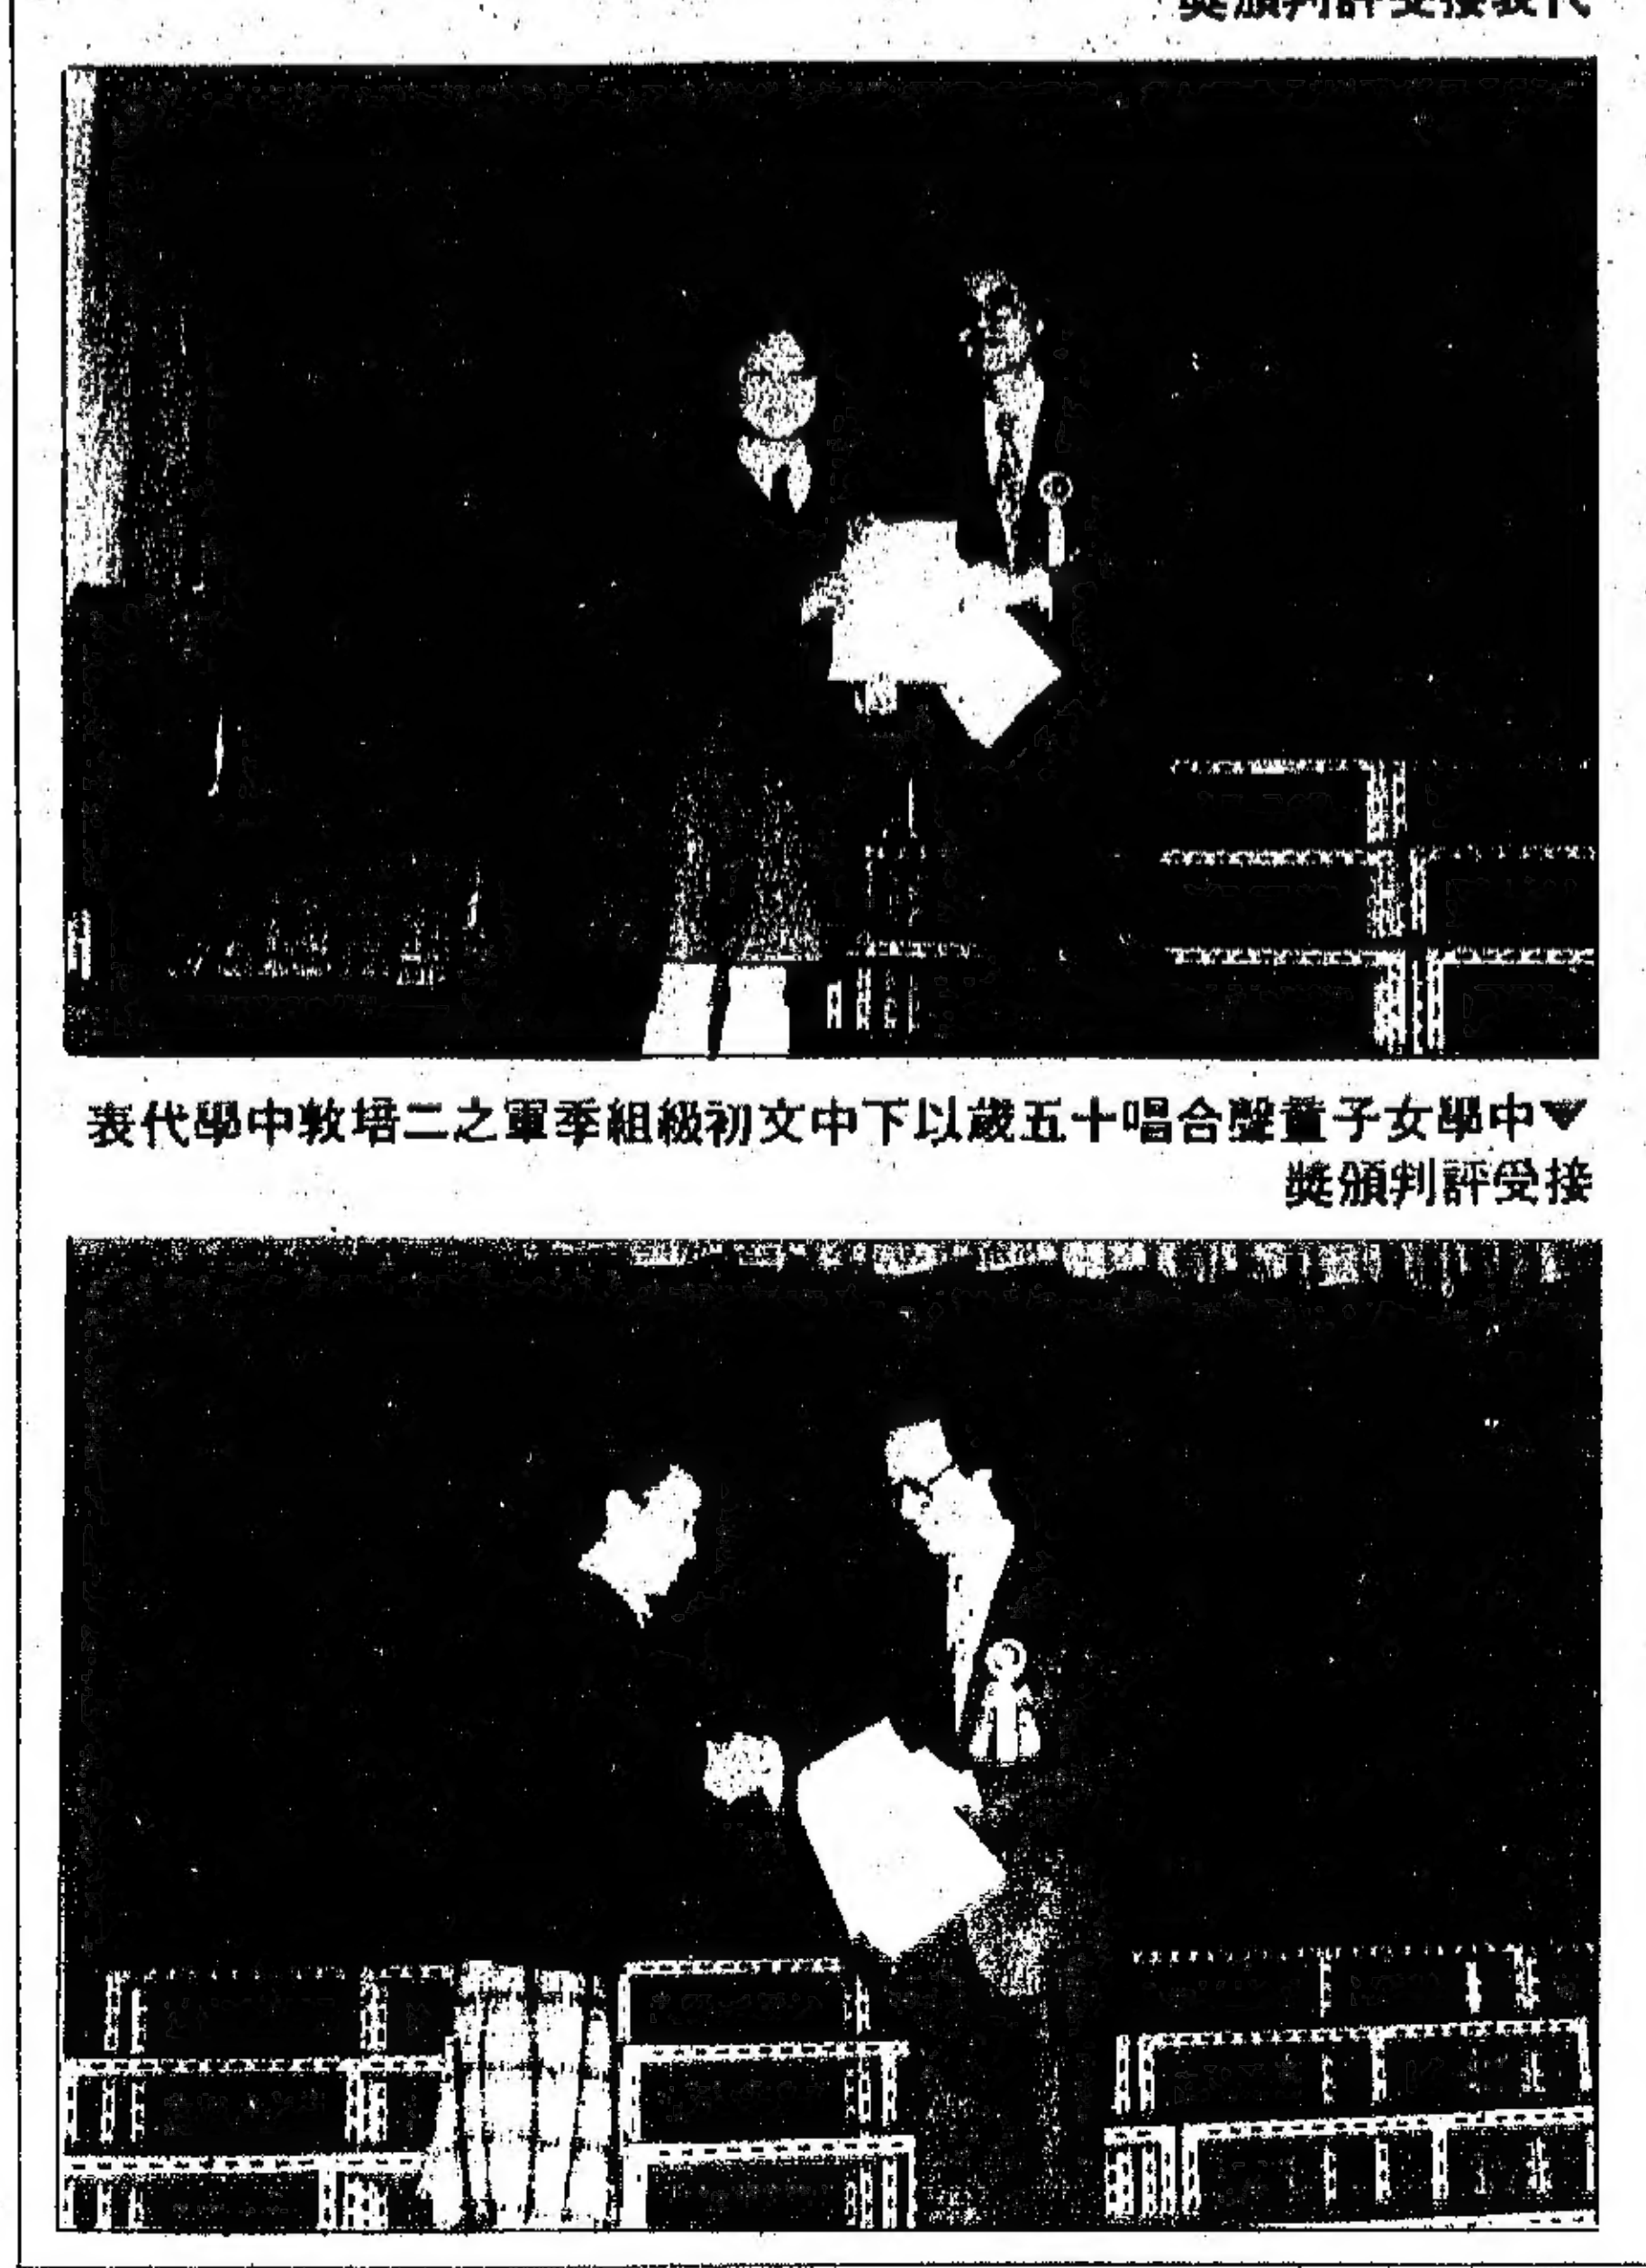 代表接受評判頒獎
▼中學女子童聲合唱十五歲以下中文初級組季軍之二培敦中學代表
接受評判頒獎